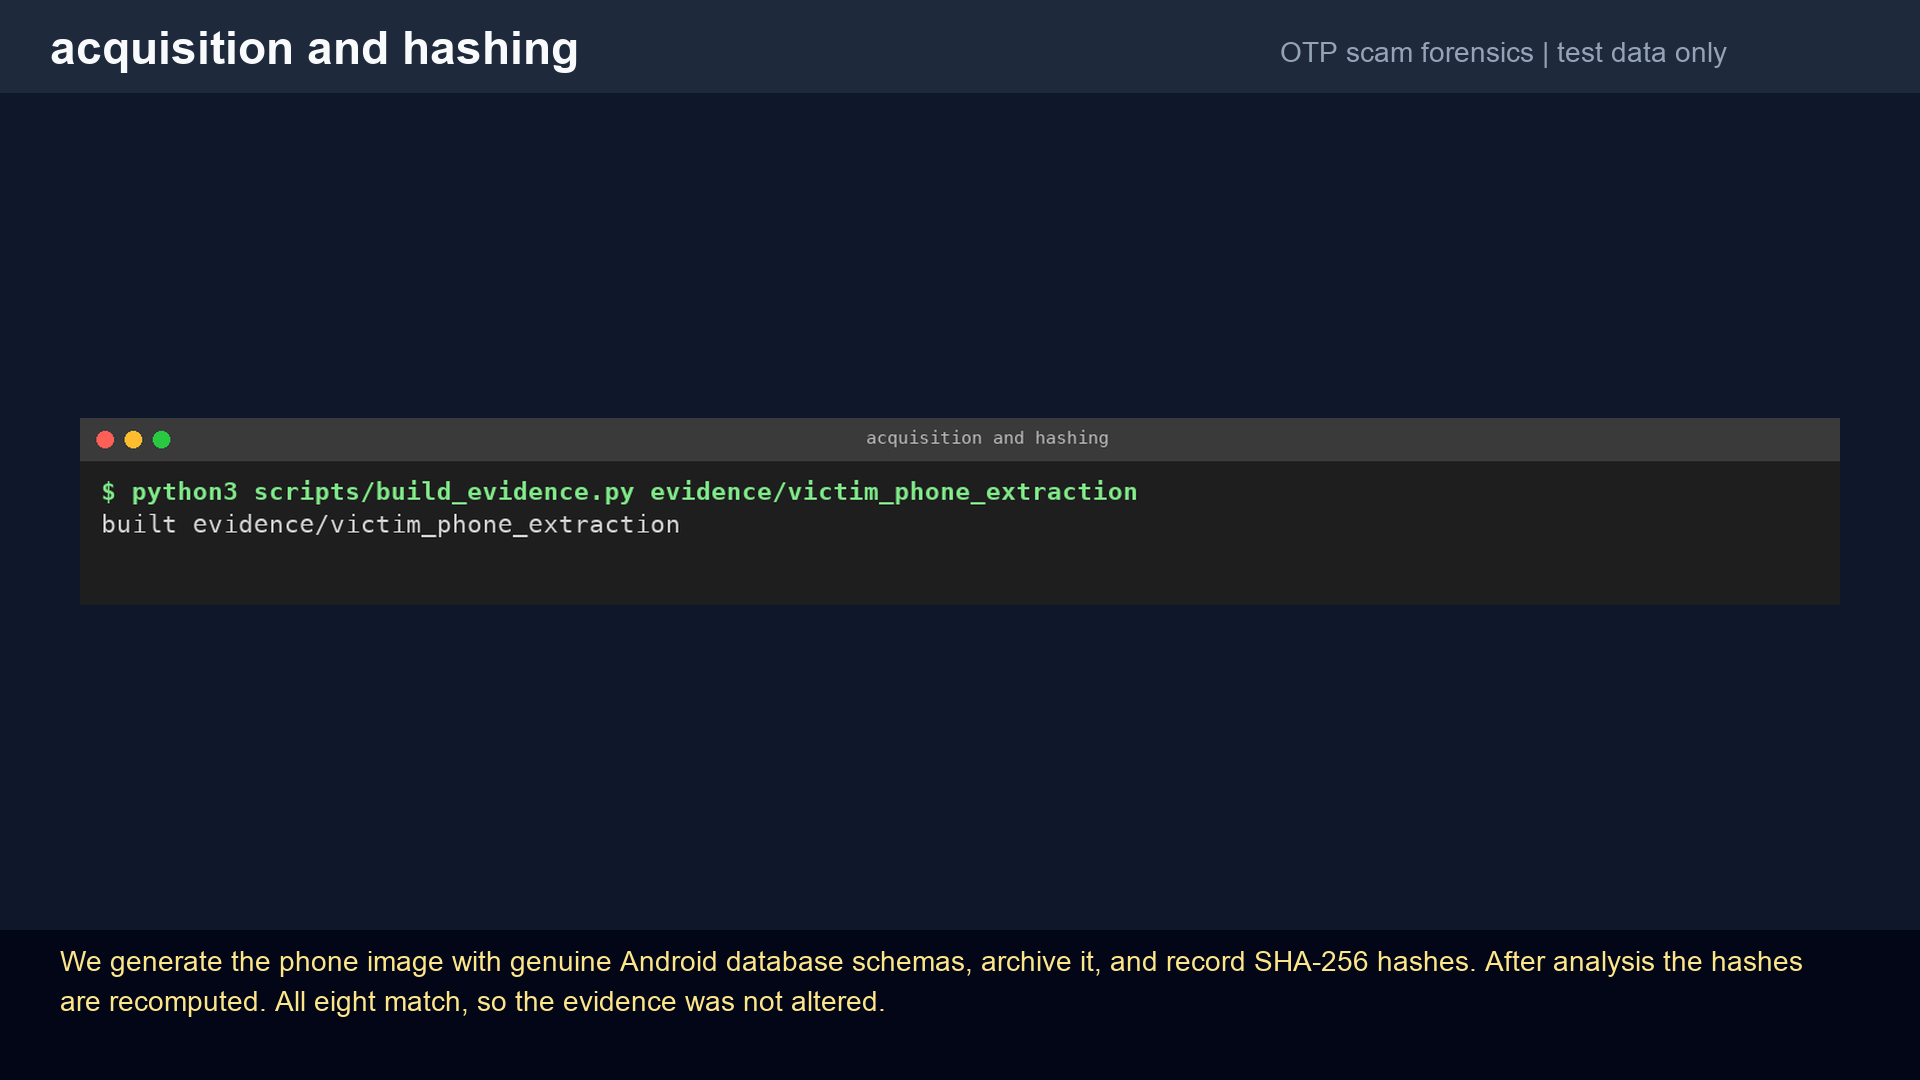 acquisition and hashing
OTP scam forensics | test data only
acquisition and hashing
$ python3 scripts/build_evidence.py evidence/victim_phone_extraction
built evidence/victim_phone_extraction
We generate the phone image with genuine Android database schemas, archive it, and record SHA-256 hashes. After analysis the hashes
are recomputed. All eight match, so the evidence was not altered.